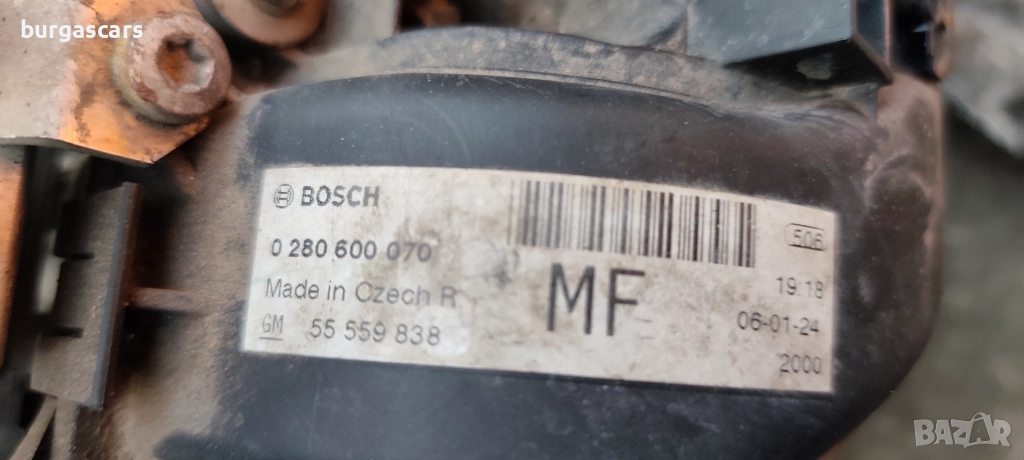 burgascars
BOSCH
0 280 600 070
Made in Czech R
GM 55 559 838
MF
506
19:18
06-01-24
2000
BAZAR